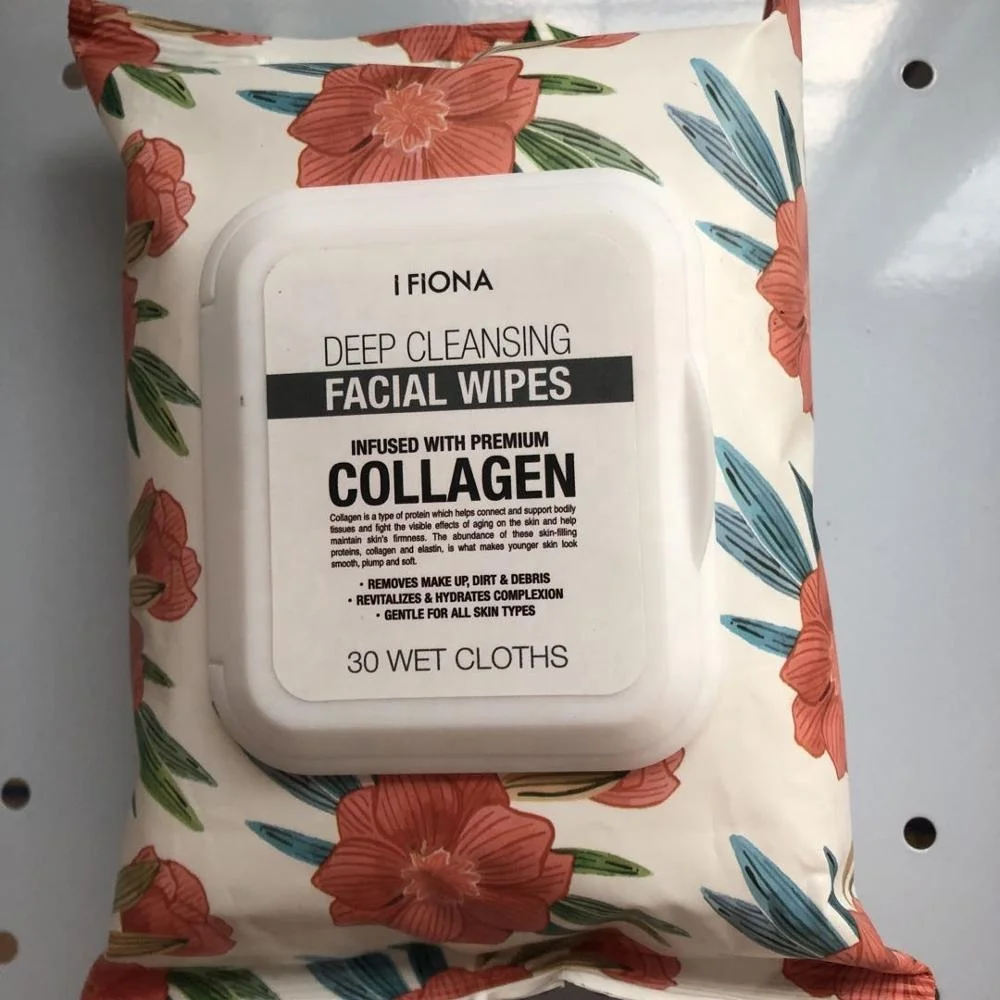 i FiONA
DEEP CLEANSING
FACIAL WIPES
INFUSED WITH PREMIUM
COLLAGEN
Collagen is a type of protein which helps connect and support bodily
tissues and fight the visible effects of aging on the skin and help
maintain skin's firmness. The abundance of these skin-filling
proteins, collagen and elastin, is what makes younger skin look
smooth, plump and soft.
• REMOVES MAKE UP, DIRT & DEBRIS
• REVITALIZES & HYDRATES COMPLEXION
• GENTLE FOR ALL SKIN TYPES
30 WET CLOTHS